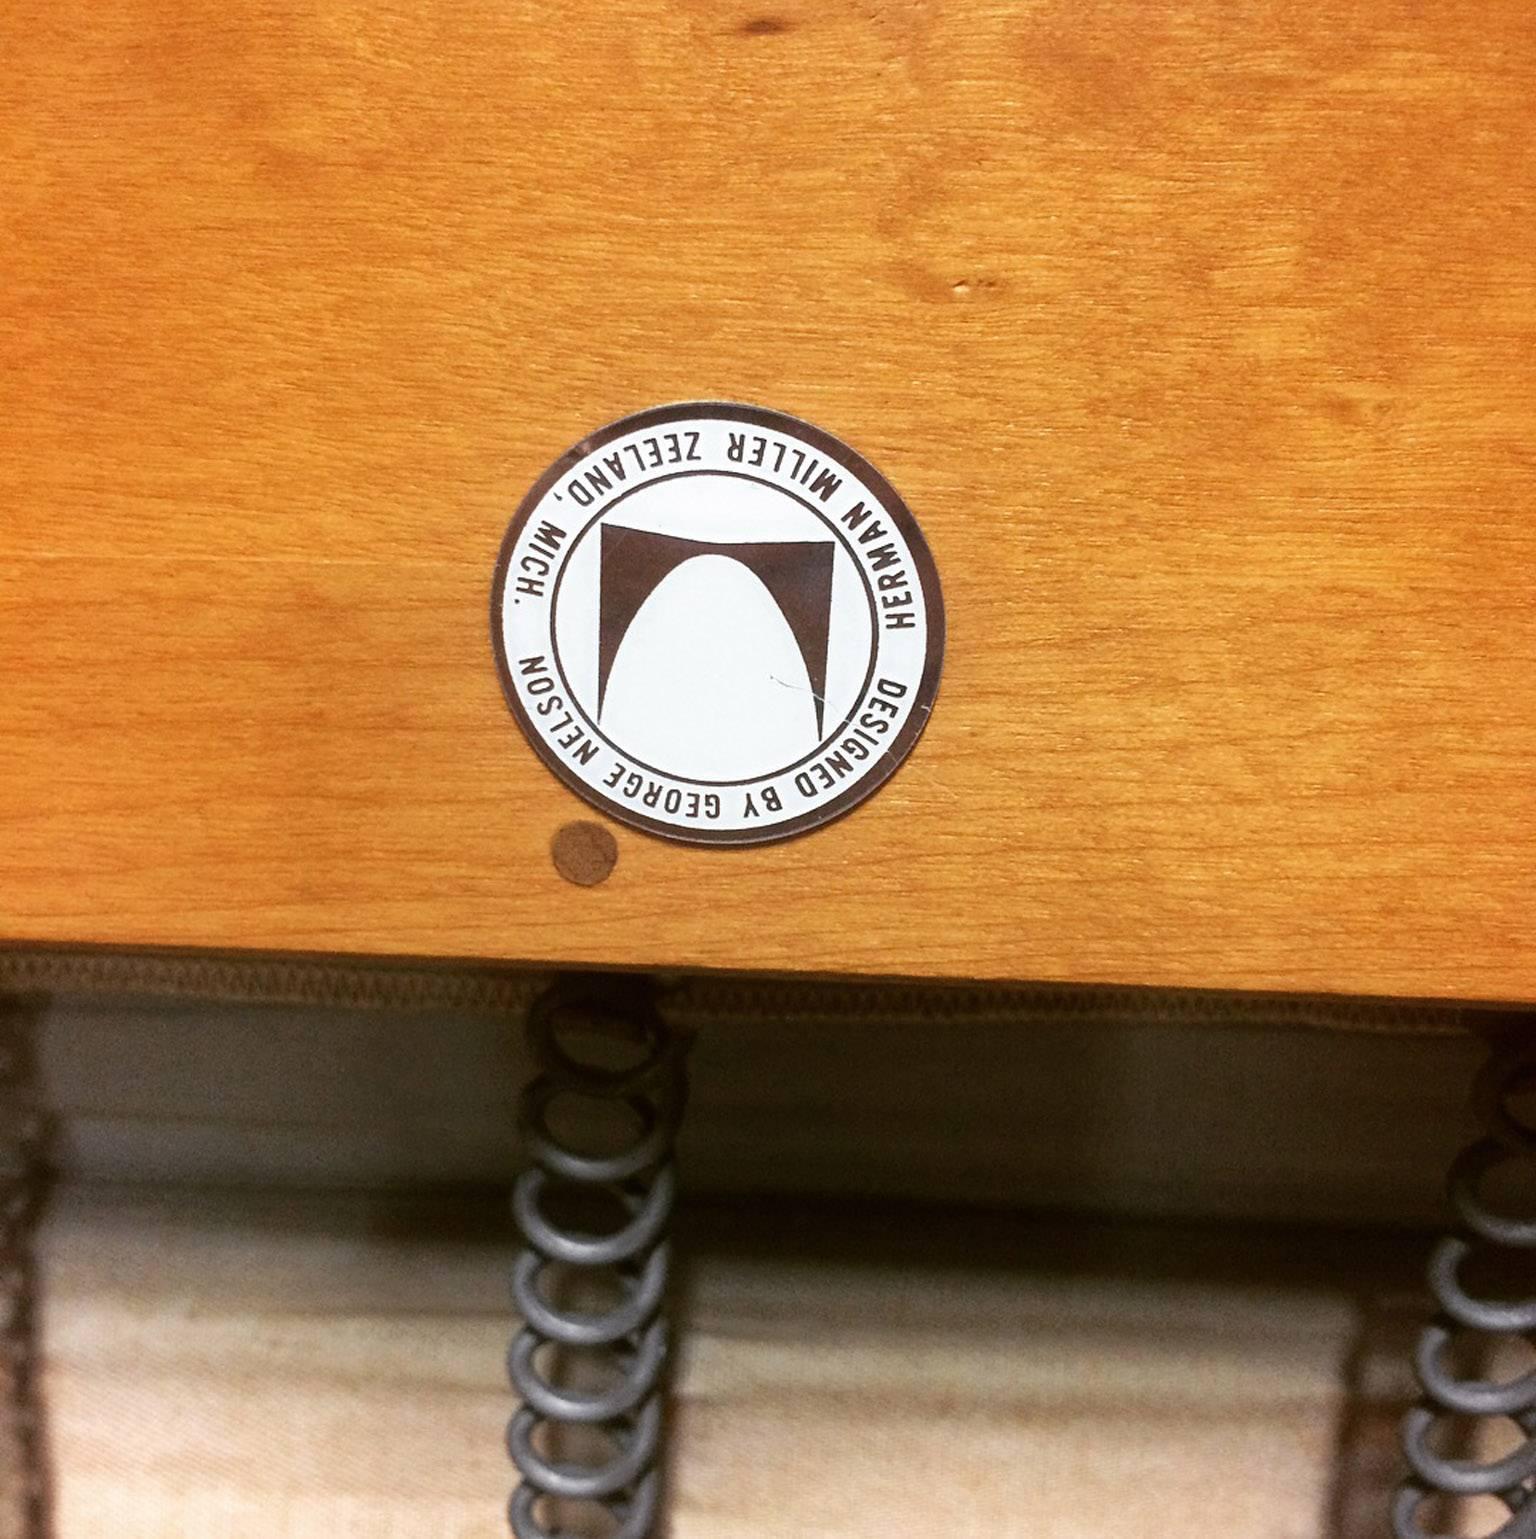 HERMAN MILLER ZEELAND, MICH.
DESIGNED BY GEORGE NELSON